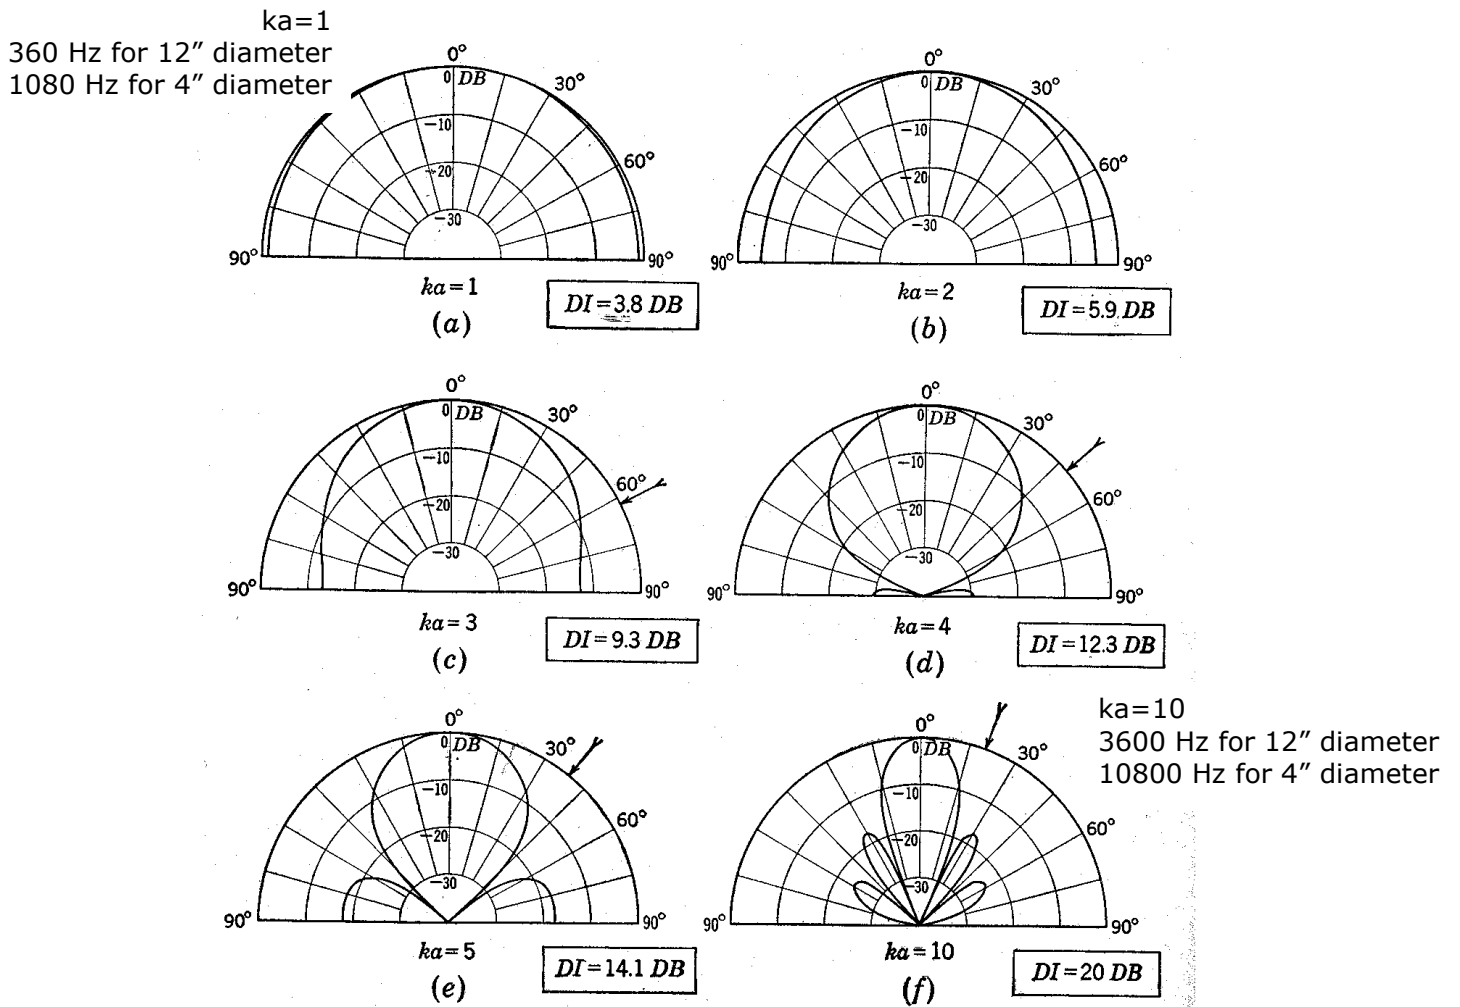 ka=1
360 Hz for 12” diameter
1080 Hz for 4” diameter
0°
0 DB
30°
-10
60°
-20
-30
90°
90°
ka=1
DI=3.8 DB
(a)
0°
0 DB
30°
-10
60°
-20
-30
90°
90°
ka=2
DI=5.9 DB
(b)
0°
0 DB
30°
-10
60°
-20
-30
90°
90°
ka=3
DI=9.3 DB
(c)
0°
0 DB
30°
-10
60°
-20
-30
90°
90°
ka=4
DI=12.3 DB
(d)
0°
0 DB
30°
-10
60°
-20
-30
90°
90°
ka=5
DI=14.1 DB
(e)
ka=10
3600 Hz for 12” diameter
10800 Hz for 4” diameter
0°
0 DB
30°
-10
60°
-20
-30
90°
90°
ka=10
DI=20 DB
(f)